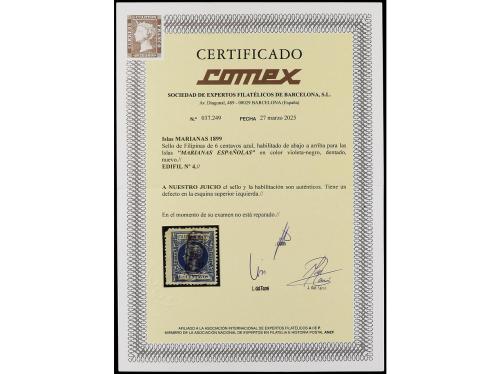 CERTIFICADO
comex
SOCIEDAD DE EXPERTOS FILATÉLICOS DE BARCELONA, S.L.
Av. Diagonal, 469 - 08029 BARCELONA (España)
N.º 037.249 FECHA 27 marzo 2025
Islas MARIANAS 1899
Sello de Filipinas de 6 centavos azul, habilitado de abajo a arriba para las
Islas "MARIANAS ESPAÑOLAS" en color violeta-negro, dentado,
nuevo.//
EDIFIL Nº 4.//
A NUESTRO JUICIO el sello y la habilitación son auténticos. Tiene un
defecto en la esquina superior izquierda.//
En el momento de su examen no está reparado.//
AFILIADO A LA ASOCIACIÓN INTERNACIONAL DE EXPERTOS FILATÉLICOS A I E P.
MIEMBRO DE LA ASOCIACIÓN NACIONAL DE EXPERTOS EN FILATELIA E HISTORIA POSTAL ANEF.